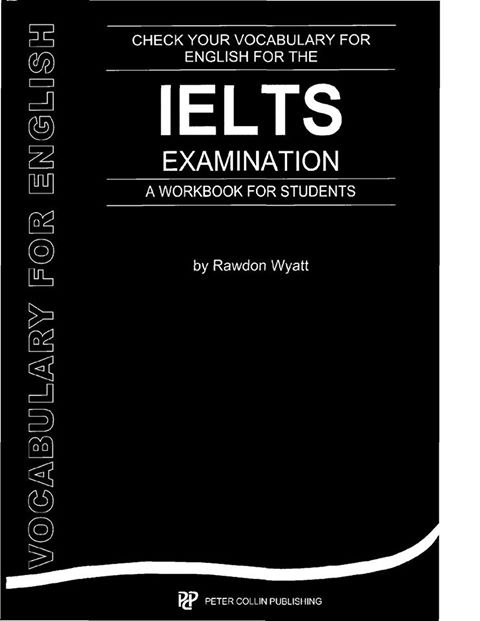 CHECK YOUR VOCABULARY FOR
ENGLISH FOR THE
IELTS
EXAMINATION
A WORKBOOK FOR STUDENTS
by Rawdon Wyatt
VOCABULARY FOR ENGLISH
PCP PETER COLLIN PUBLISHING